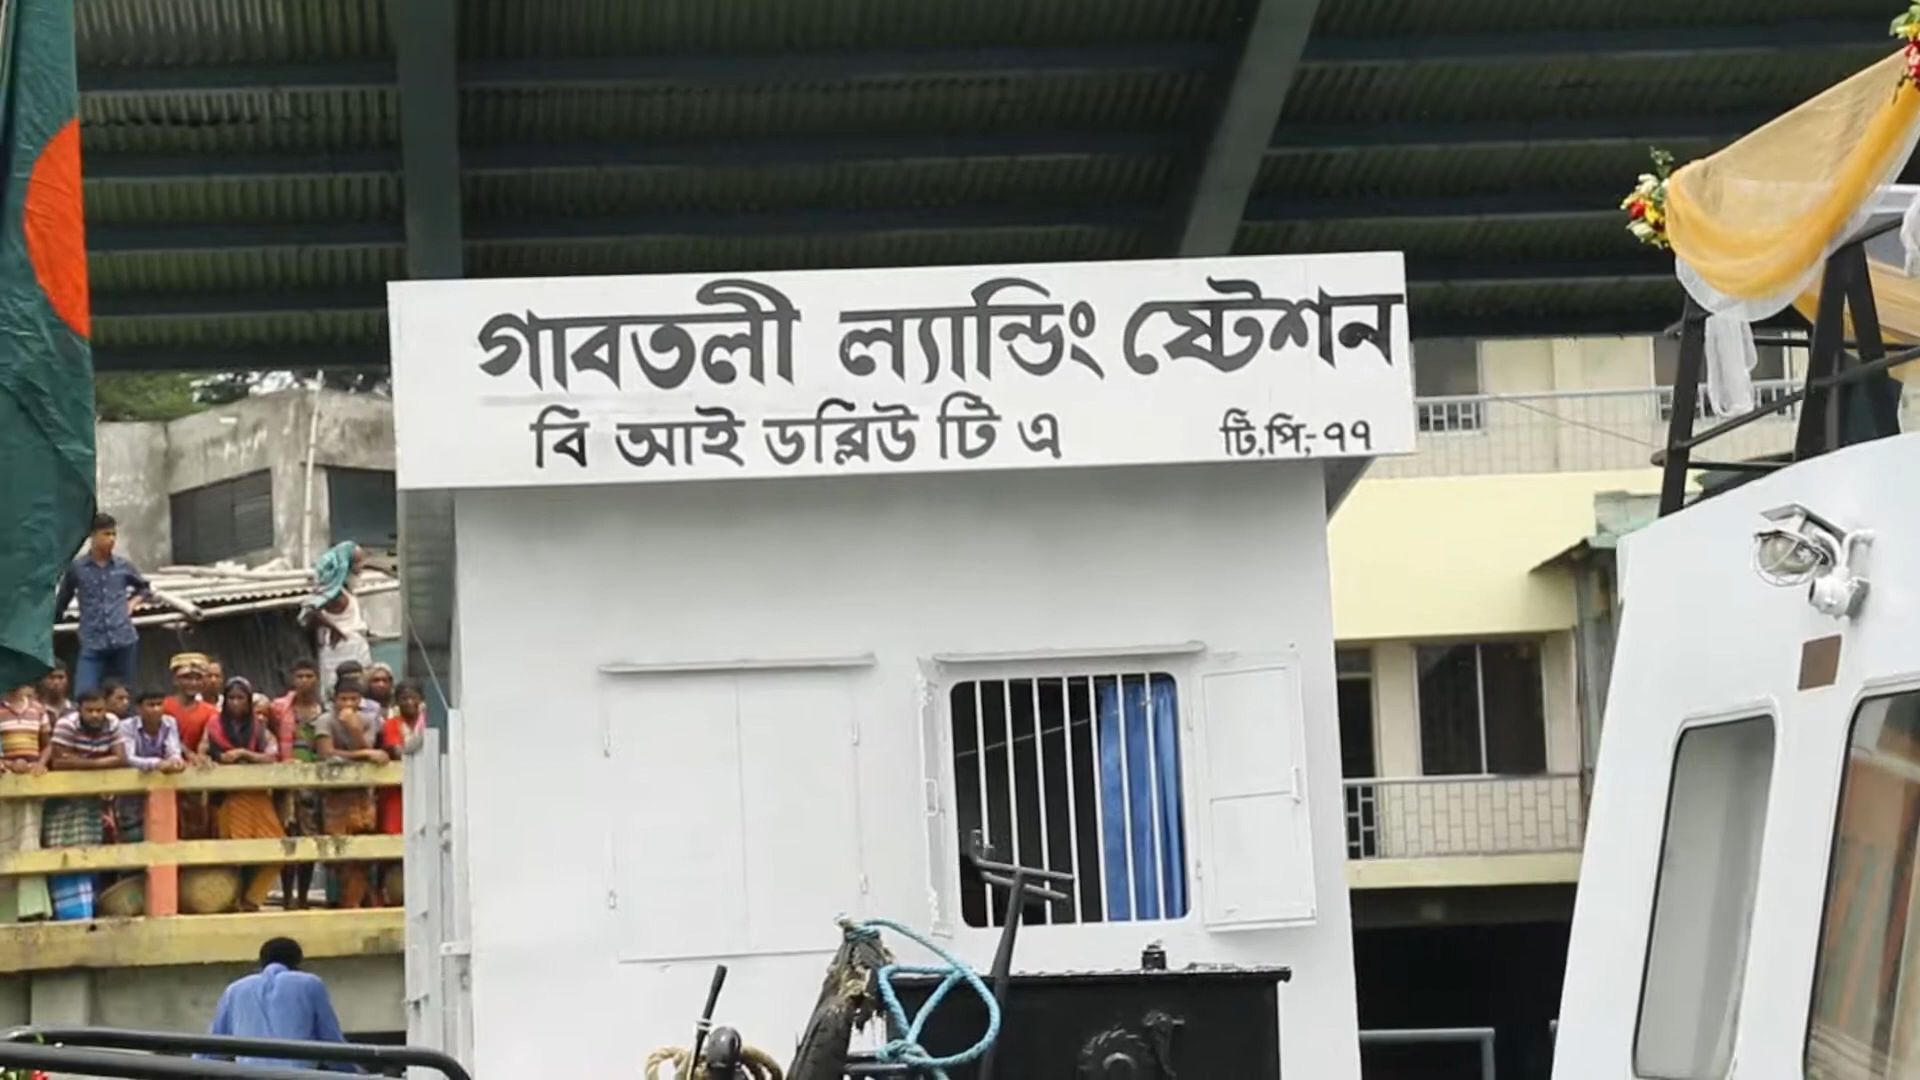 গাবতলী ল্যান্ডিং ষ্টেশন
বি আই ডব্লিউ টি এ টি.পি;-৭৭